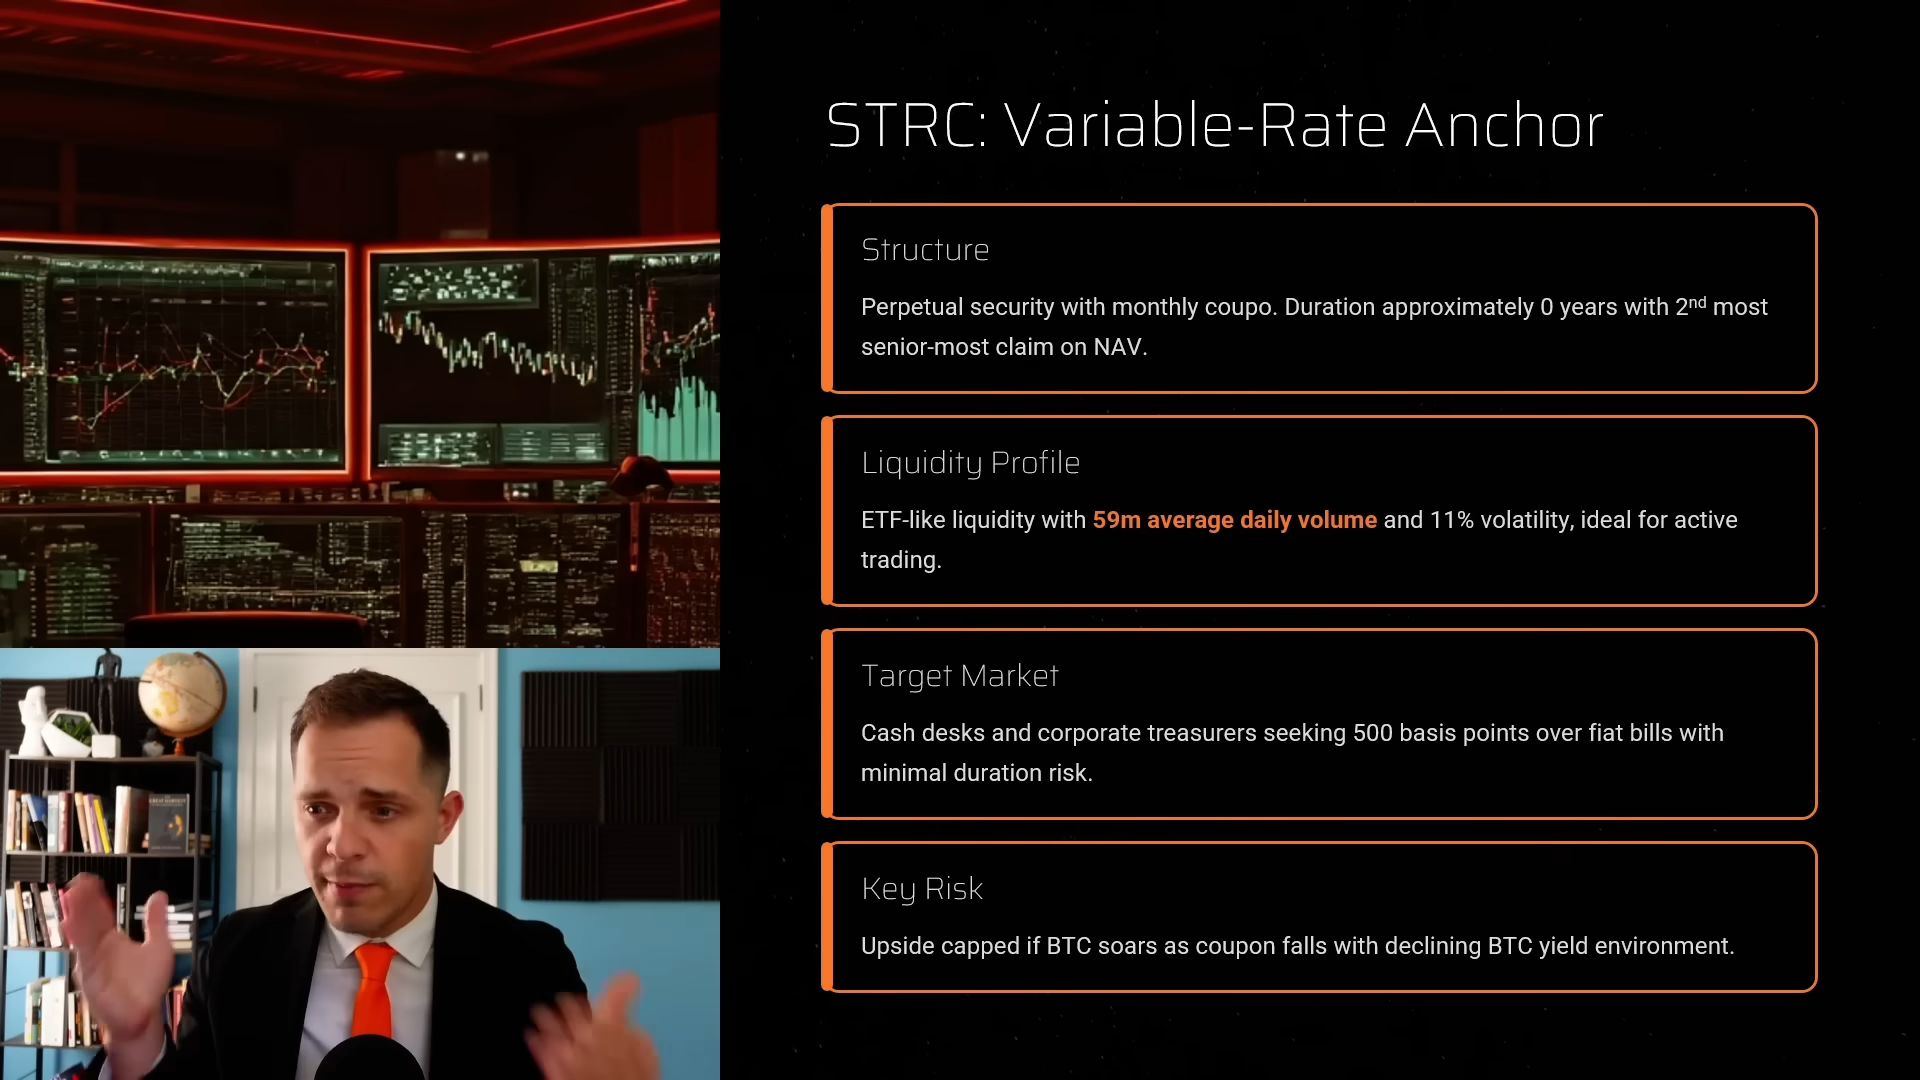 STRC: Variable-Rate Anchor
Structure
Perpetual security with monthly coupo. Duration approximately 0 years with 2nd most
senior-most claim on NAV.
Liquidity Profile
ETF-like liquidity with 59m average daily volume and 11% volatility, ideal for active
trading.
Target Market
Cash desks and corporate treasurers seeking 500 basis points over fiat bills with
minimal duration risk.
Key Risk
Upside capped if BTC soars as coupon falls with declining BTC yield environment.